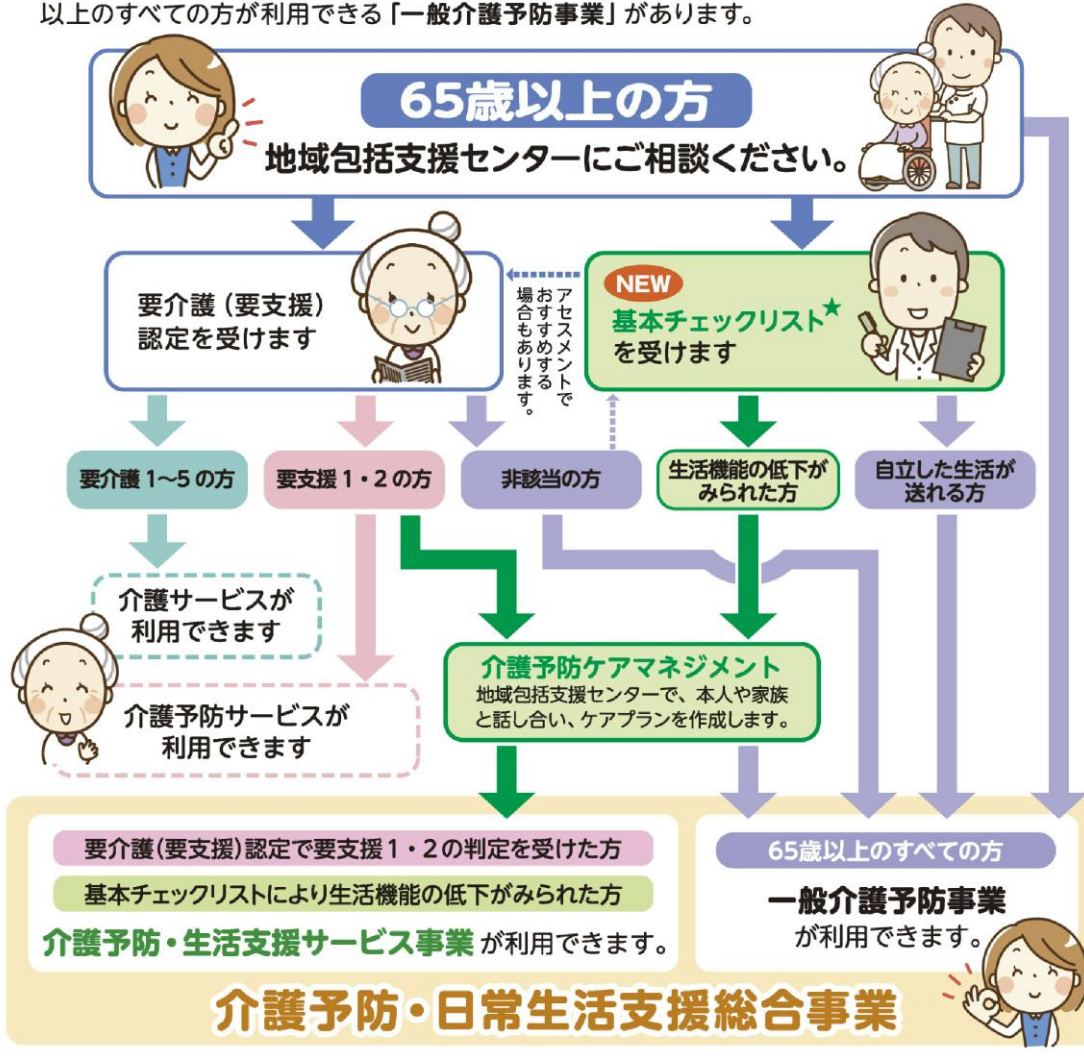 以上のすべての方が利用できる「一般介護予防事業」があります。
65歳以上の方
地域包括支援センターにご相談ください。
要介護（要支援）
認定を受けます
アセスメントで
おすすめする
場合もあります。
NEW
基本チェックリスト★
を受けます
要介護1～5の方
要支援1・2の方
非該当の方
生活機能の低下が
みられた方
自立した生活が
送れる方
介護サービスが
利用できます
介護予防サービスが
利用できます
介護予防ケアマネジメント
地域包括支援センターで、本人や家族
と話し合い、ケアプランを作成します。
要介護(要支援)認定で要支援1・2の判定を受けた方
基本チェックリストにより生活機能の低下がみられた方
介護予防・生活支援サービス事業が利用できます。
65歳以上のすべての方
一般介護予防事業
が利用できます。
介護予防・日常生活支援総合事業